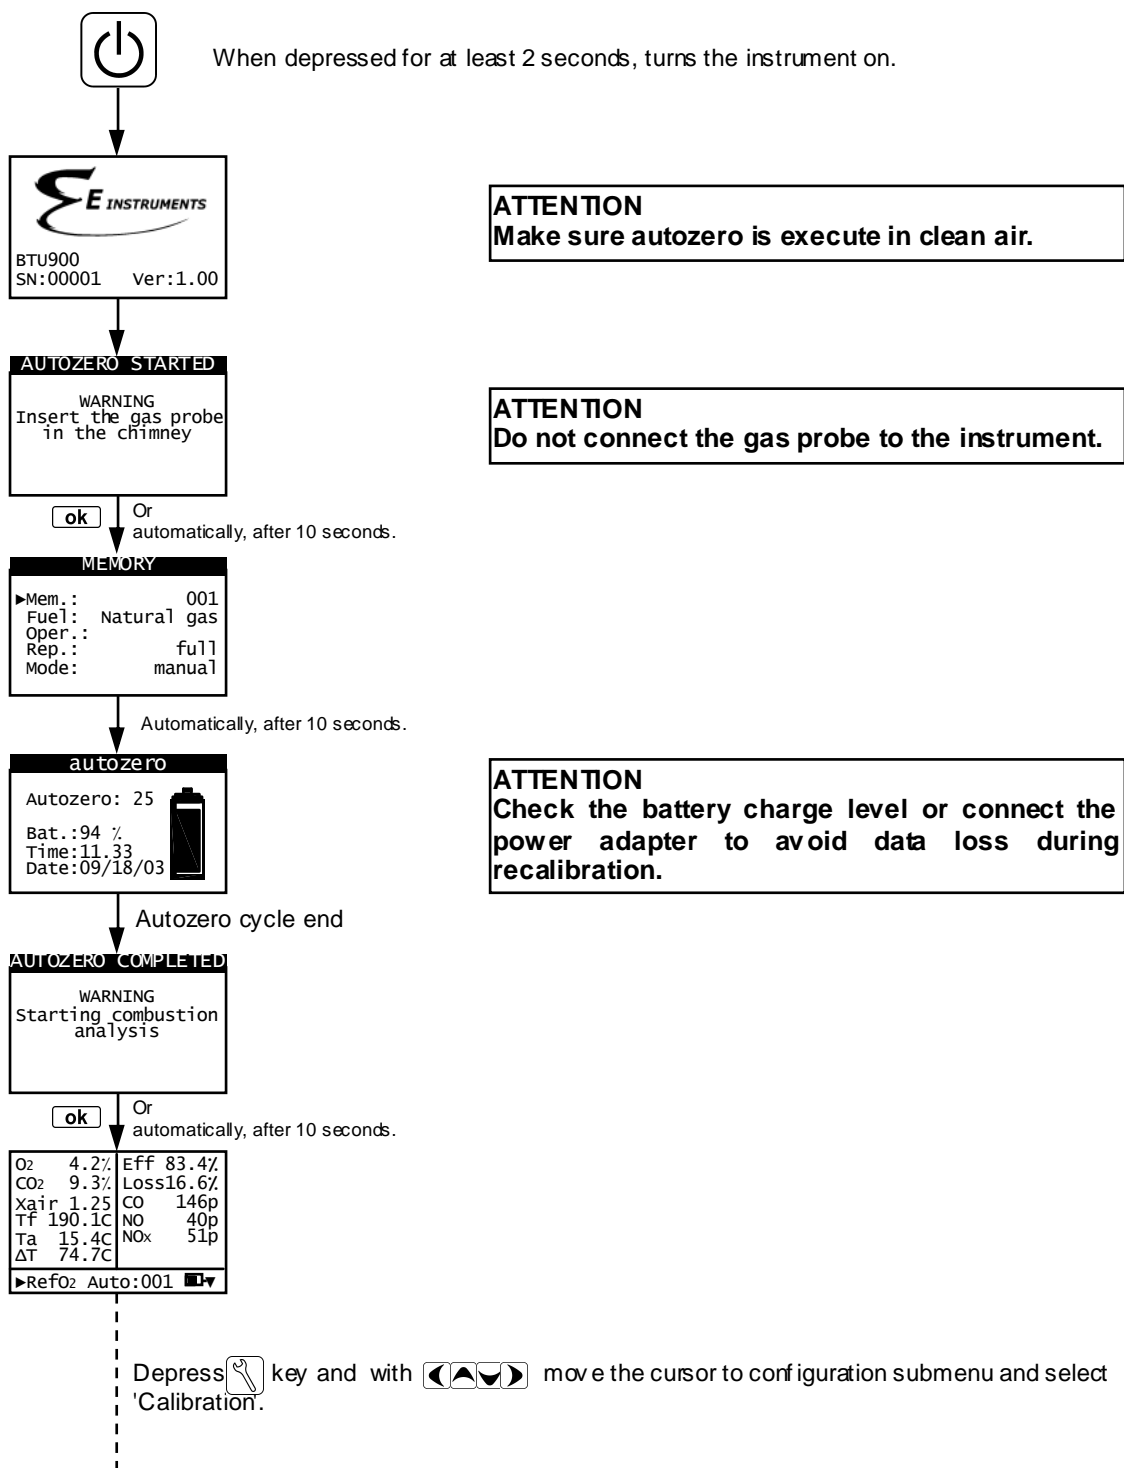 When depressed for at least 2 seconds, turns the instrument on.
E INSTRUMENTS
BTU900
SN:00001 Ver:1.00
ATTENTION
Make sure autozero is execute in clean air.
AUTOZERO STARTED
WARNING
Insert the gas probe
in the chimney
ATTENTION
Do not connect the gas probe to the instrument.
ok
Or
automatically, after 10 seconds.
MEMORY
▶Mem.: 001
Fuel: Natural gas
Oper.:
Rep.: full
Mode: manual
Automatically, after 10 seconds.
autozero
Autozero: 25
Bat.:94 %
Time:11.33
Date:09/18/03
ATTENTION
Check the battery charge level or connect the
power adapter to avoid data loss during
recalibration.
Autozero cycle end
AUTOZERO COMPLETED
WARNING
Starting combustion
analysis
ok
Or
automatically, after 10 seconds.
O2 4.2% Eff 83.4%
CO2 9.3% Loss16.6%
Xair 1.25 CO 146p
Tf 190.1C NO 40p
Ta 15.4C NOx 51p
ΔT 74.7C
▶RefO2 Auto:001
Depress key and with move the cursor to configuration submenu and select
'Calibration'.